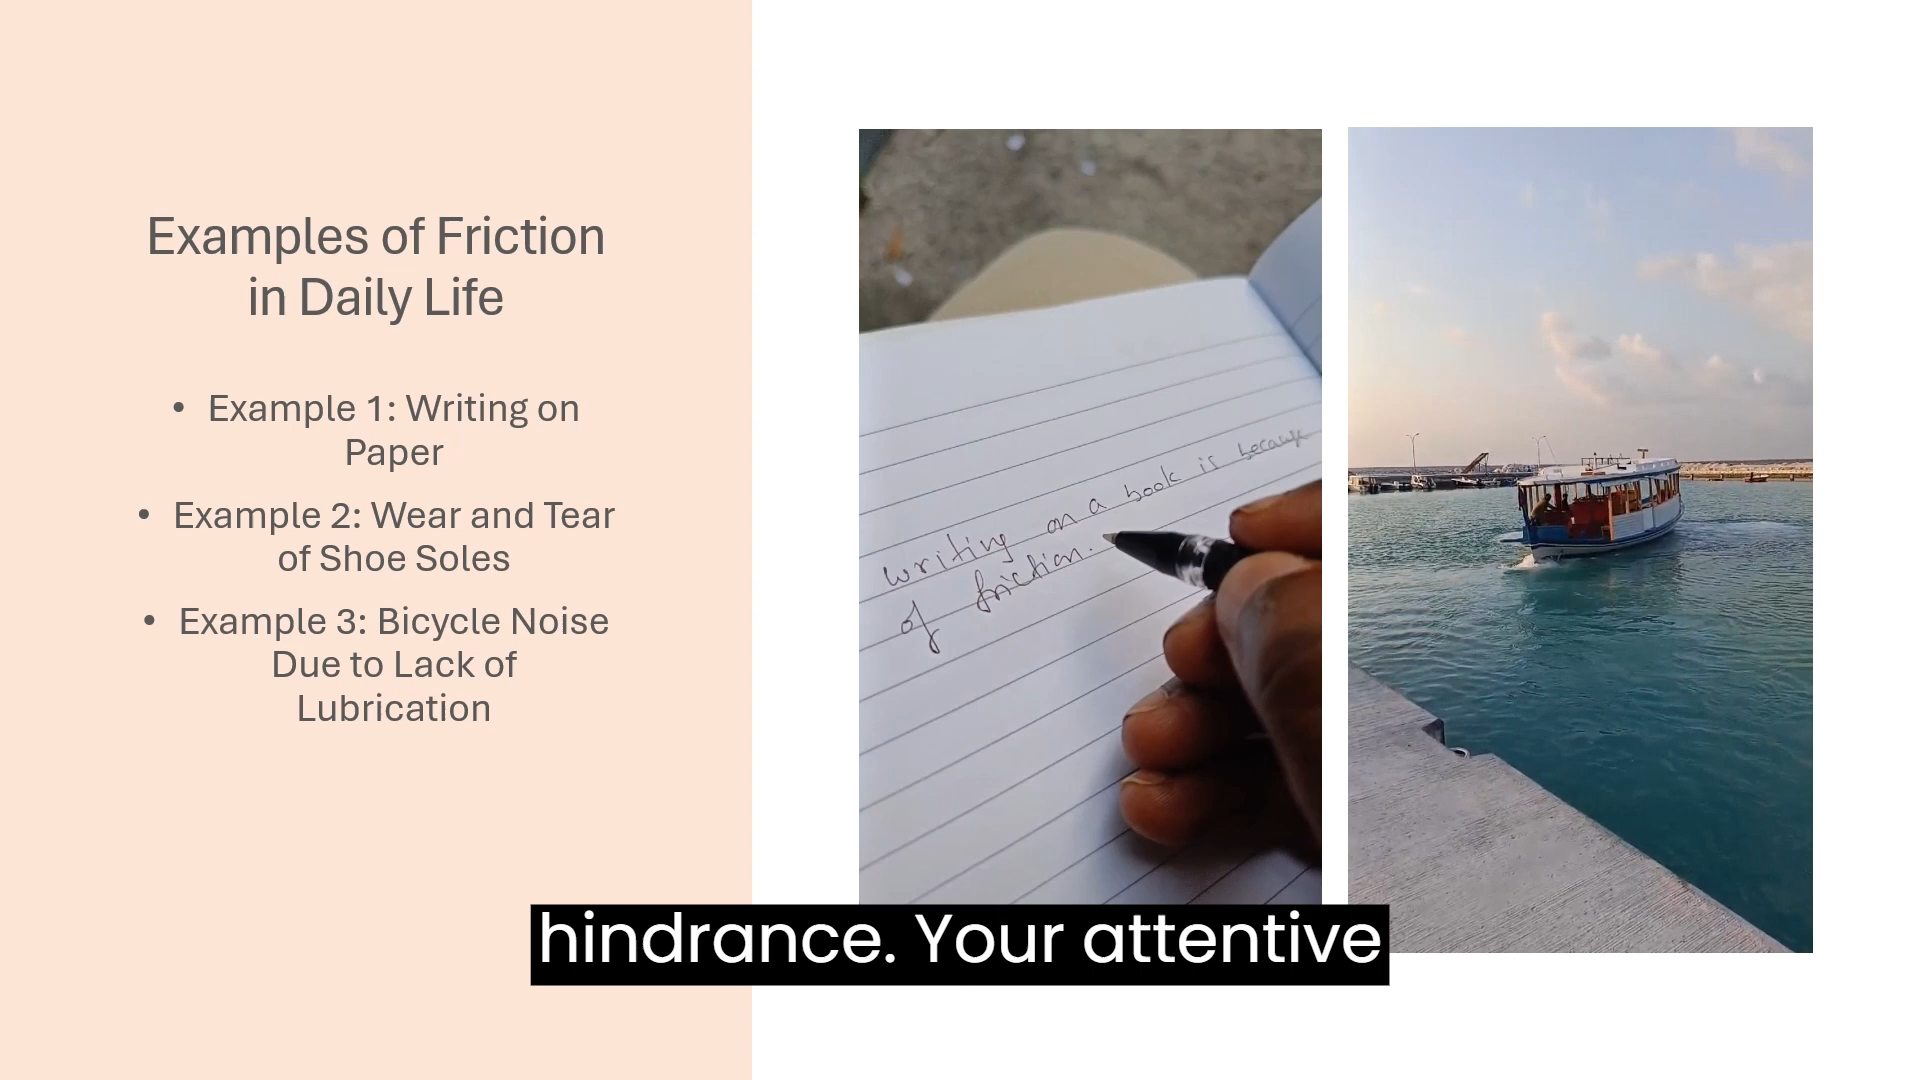 Examples of Friction
in Daily Life
• Example 1: Writing on
Paper
• Example 2: Wear and Tear
of Shoe Soles
• Example 3: Bicycle Noise
Due to Lack of
Lubrication
writing on a book is because
of friction.
hindrance. Your attentive